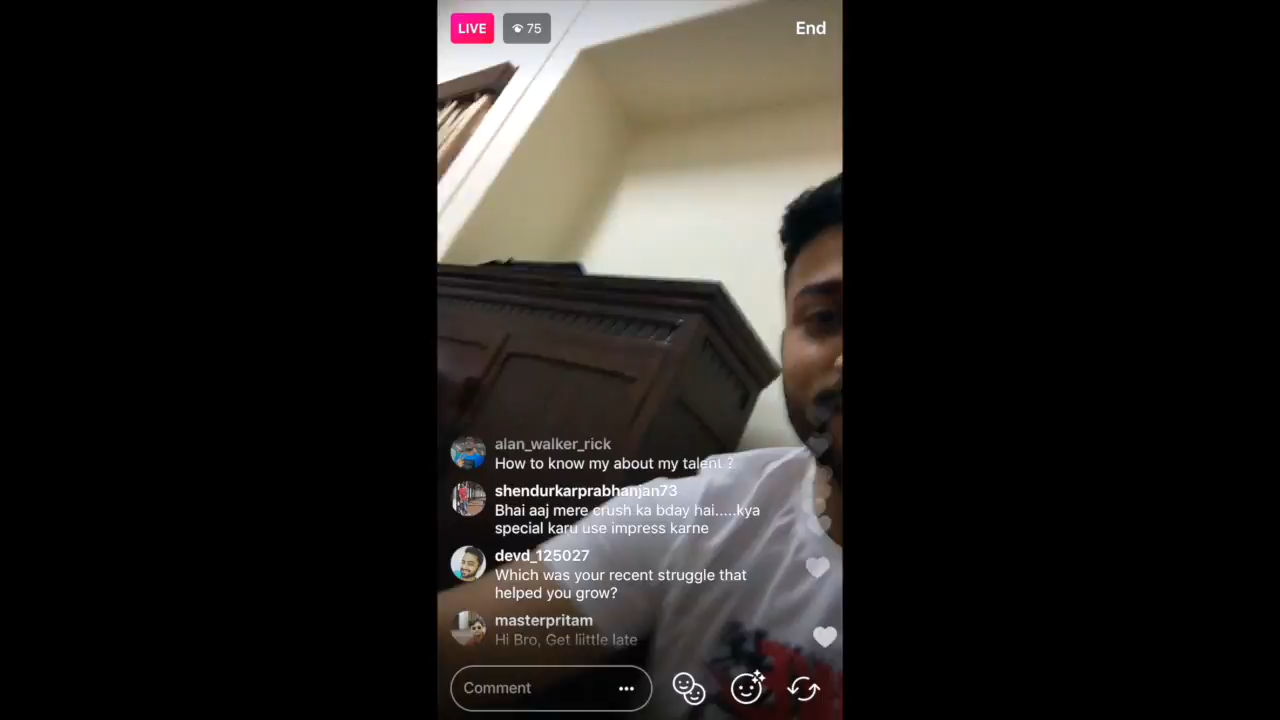 LIVE
75
End
alan_walker_rick
How to know my about my talent ?
shendurkarprabhanjan73
Bhai aaj mere crush ka bday hai.....kya
special karu use impress karne
devd_125027
Which was your recent struggle that
helped you grow?
masterpritam
Hi Bro, Get liittle late
Comment